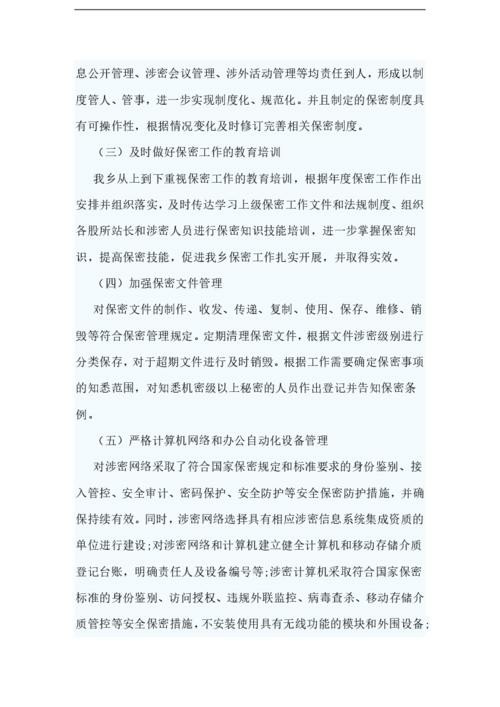 息公开管理、涉密会议管理、涉外活动管理等均责任到人，形成以制
度管人、管事，进一步实现制度化、规范化。并且制定的保密制度具
有可操作性，根据情况变化及时修订完善相关保密制度。
（三）及时做好保密工作的教育培训
我乡从上到下重视保密工作的教育培训，根据年度保密工作作出
安排并组织落实，及时传达学习上级保密工作文件和法规制度、组织
各股所站长和涉密人员进行保密知识技能培训，进一步掌握保密知
识，提高保密技能，促进我乡保密工作扎实开展，并取得实效。
（四）加强保密文件管理
对保密文件的制作、收发、传递、复制、使用、保存、维修、销
毁等符合保密管理规定。定期清理保密文件，根据文件涉密级别进行
分类保存，对于超期文件进行及时销毁。根据工作需要确定保密事项
的知悉范围，对知悉机密级以上秘密的人员作出登记并告知保密条
例。
（五）严格计算机网络和办公自动化设备管理
对涉密网络采取了符合国家保密规定和标准要求的身份鉴别、接
入管控、安全审计、密码保护、安全防护等安全保密防护措施，并确
保持续有效。同时，涉密网络选择具有相应涉密信息系统集成资质的
单位进行建设;对涉密网络和计算机建立健全计算机和移动存储介质
登记台账，明确责任人及设备编号等;涉密计算机采取符合国家保密
标准的身份鉴别、访问授权、违规外联监控、病毒查杀、移动存储介
质管控等安全保密措施，不安装使用具有无线功能的模块和外围设备;